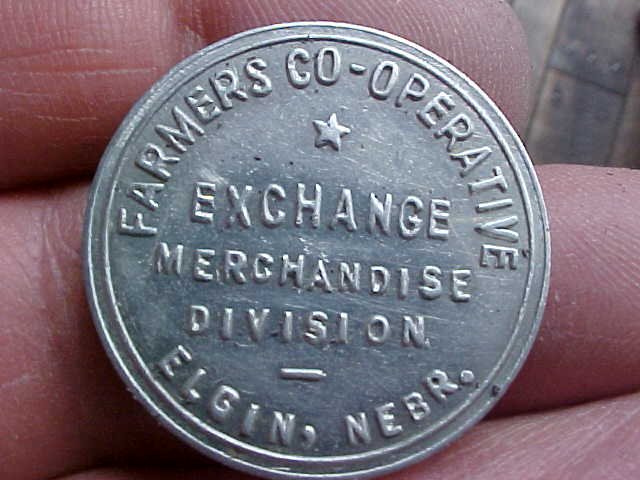 FARMERS CO-OPERATIVE
EXCHANGE
MERCHANDISE
DIVISION
ELGIN, NEBR.